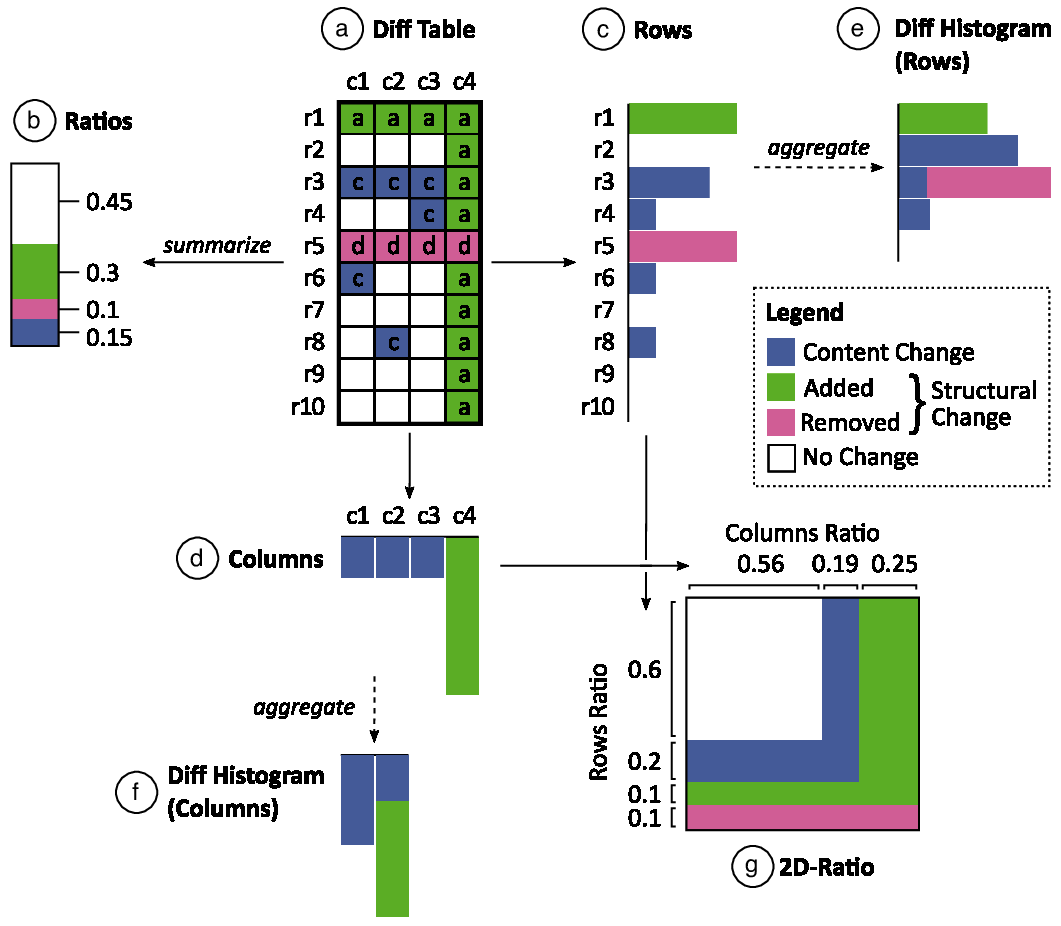 a Diff Table
c1 c2 c3 c4
r1 a a a a
r2 a
r3 c c c a
r4 c a
r5 d d d d
r6 c a
r7 a
r8 c a
r9 a
r10 a
b Ratios
0.45
0.3
0.1
0.15
summarize
c Rows
r1
r2
r3
r4
r5
r6
r7
r8
r9
r10
aggregate
e Diff Histogram
(Rows)
Legend
Content Change
Added
Removed
Structural
Change
No Change
c1 c2 c3 c4
d Columns
aggregate
f Diff Histogram
(Columns)
Columns Ratio
0.56 0.19 0.25
Rows Ratio
0.6
0.2
0.1
0.1
g 2D-Ratio